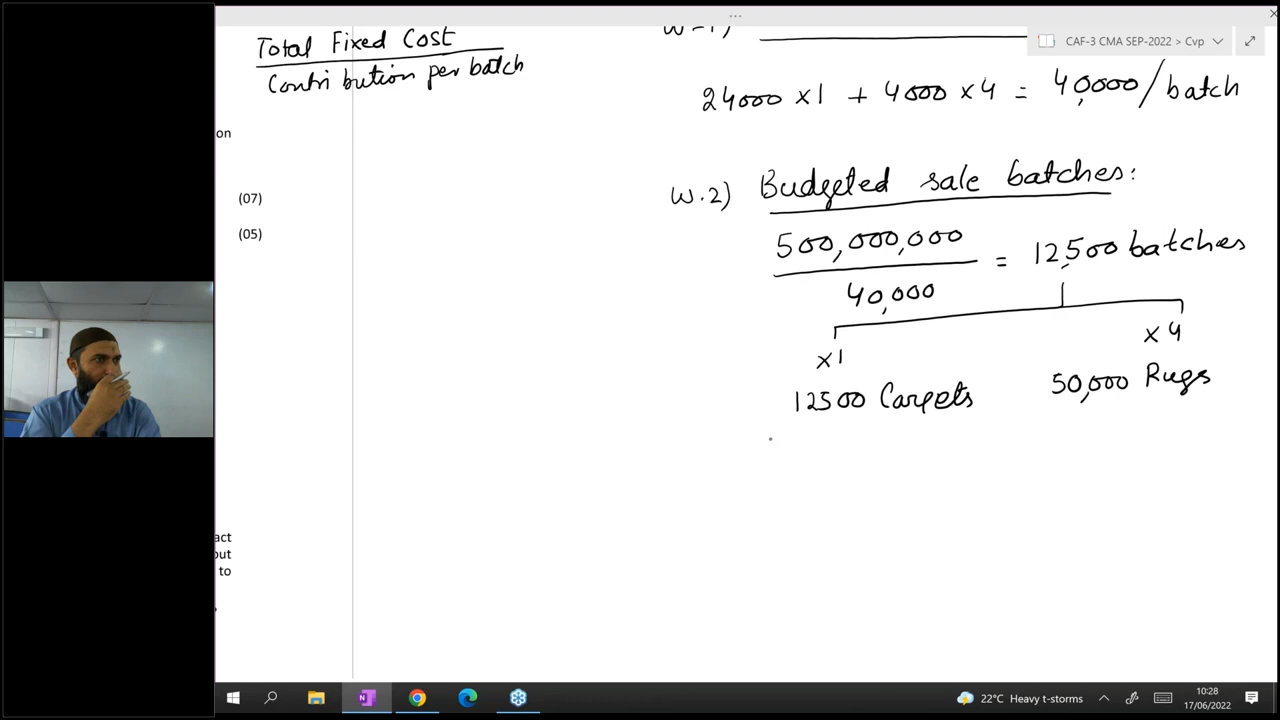 Total Fixed Cost
Contribution per batch
on
(07)
(05)
act
out
to
W-1)
CAF-3 CMA SEP-2022 > Cvp
24000 x1 + 4000 x 4 = 40,000/batch
W.2) Budgeted sale batches:
500,000,000
40,000
= 12,500 batches
x1
x 4
12500 Carpets
50,000 Rugs
22°C Heavy t-storms
10:28
17/06/2022